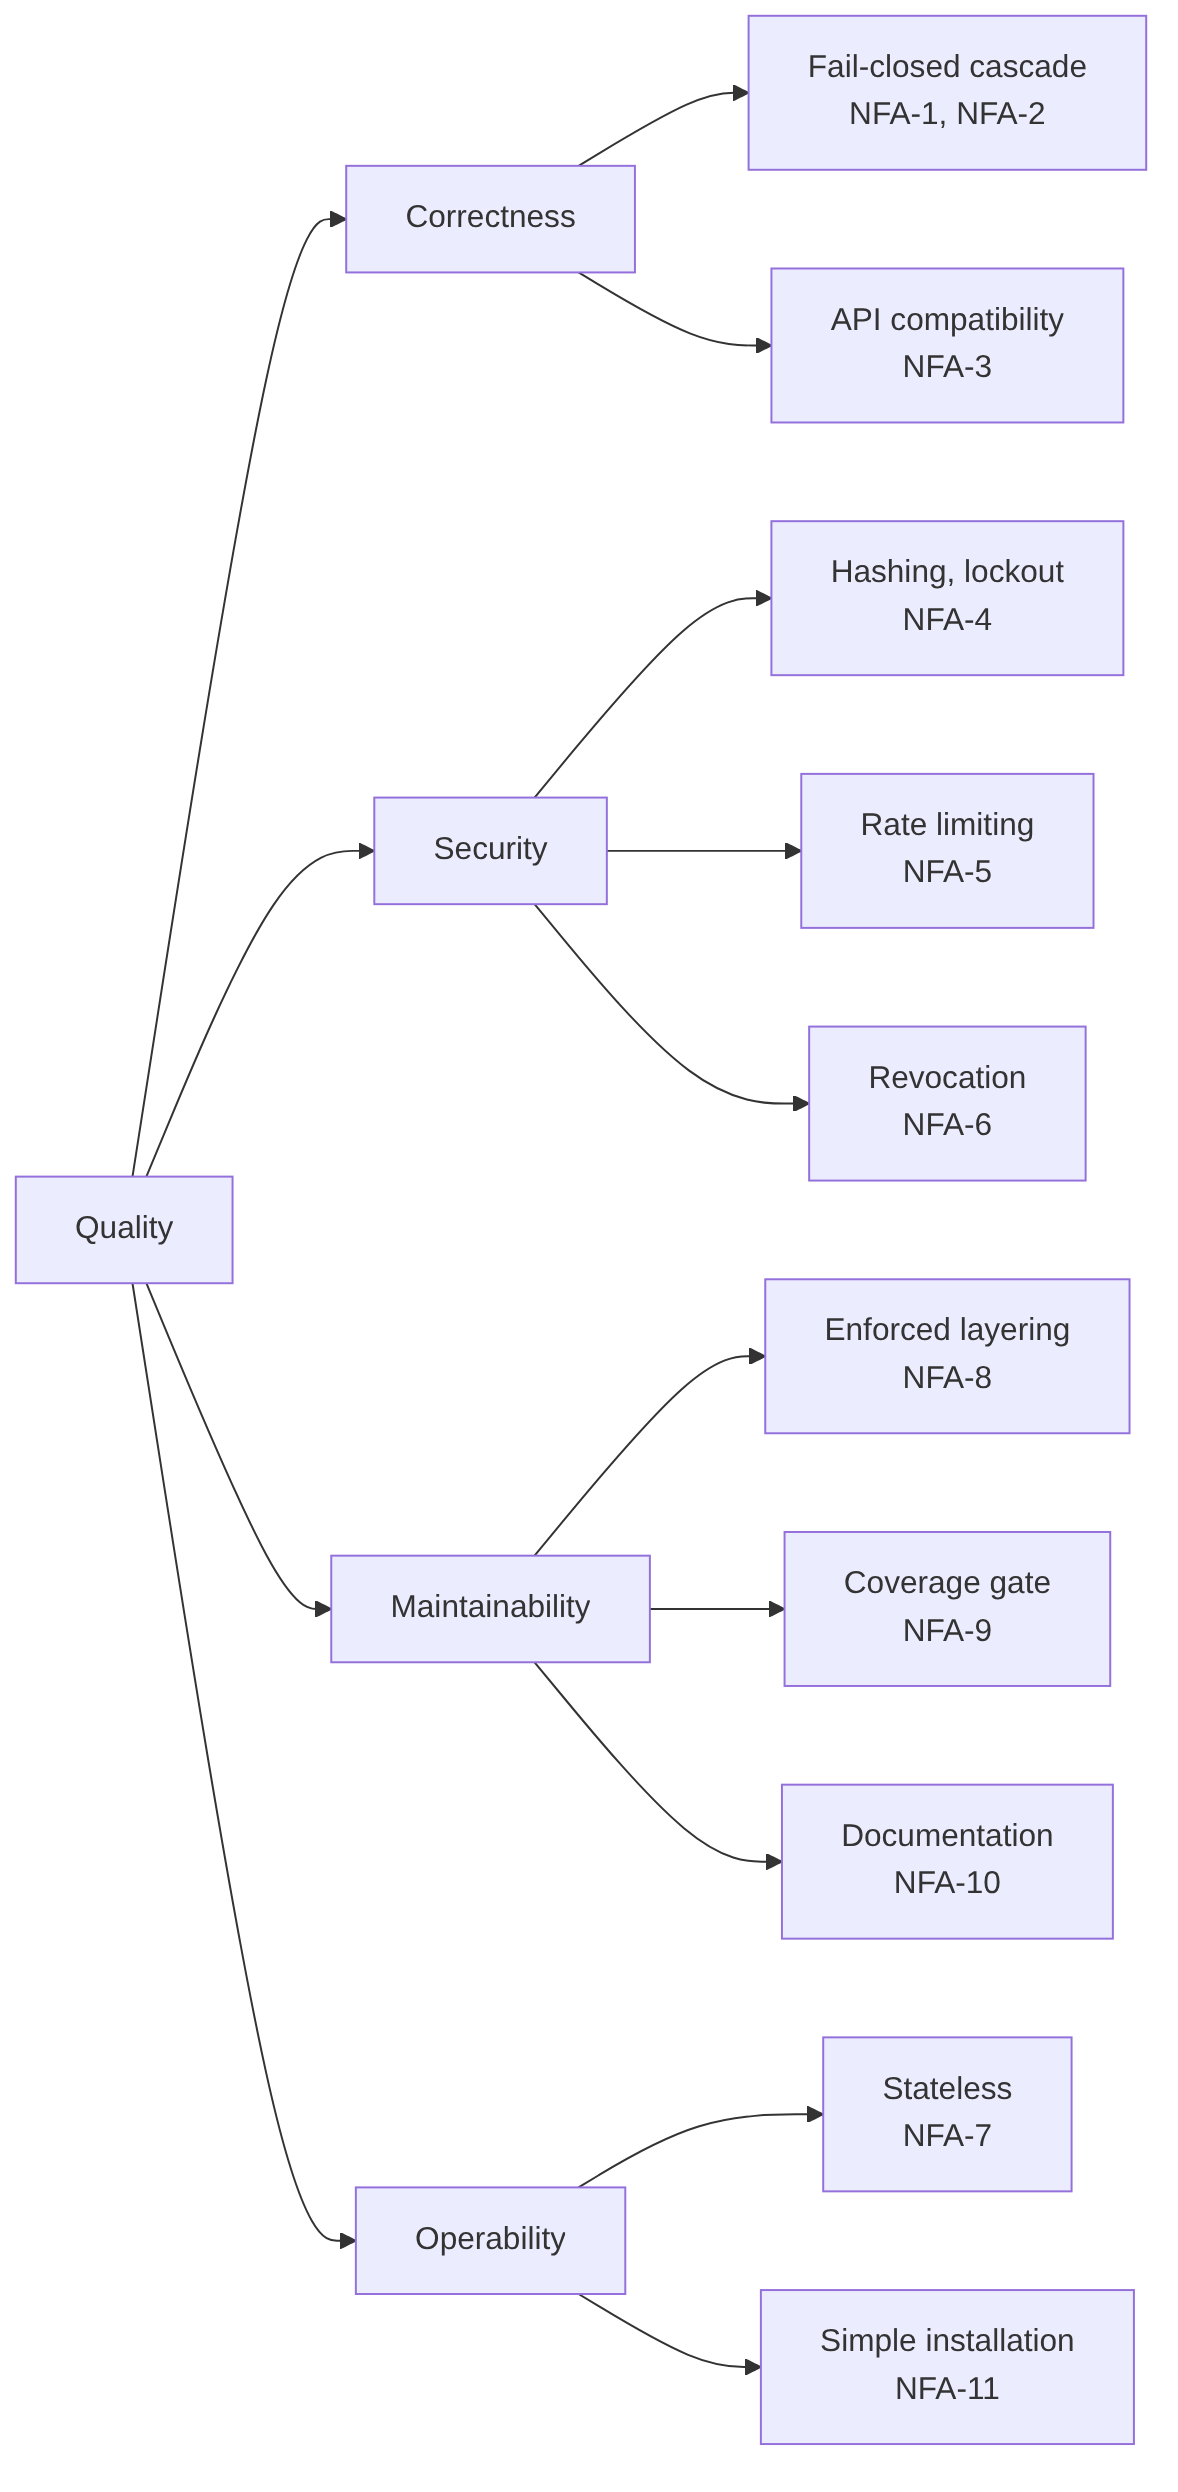 Quality
Correctness
Fail-closed cascade
NFA-1, NFA-2
API compatibility
NFA-3
Security
Hashing, lockout
NFA-4
Rate limiting
NFA-5
Revocation
NFA-6
Maintainability
Enforced layering
NFA-8
Coverage gate
NFA-9
Documentation
NFA-10
Operability
Stateless
NFA-7
Simple installation
NFA-11